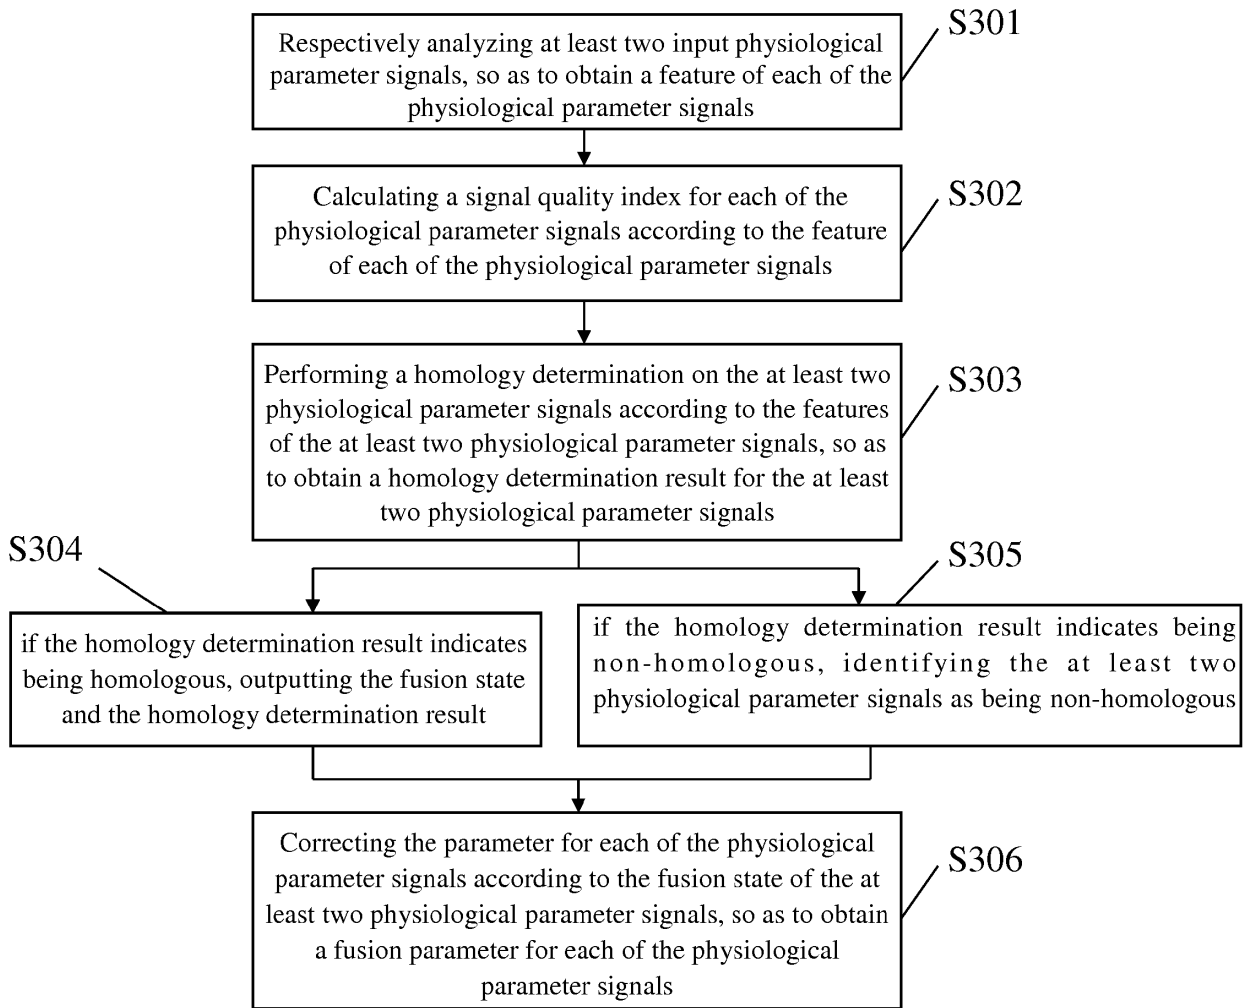 S301
Respectively analyzing at least two input physiological
parameter signals, so as to obtain a feature of each of the
physiological parameter signals
S302
Calculating a signal quality index for each of the
physiological parameter signals according to the feature
of each of the physiological parameter signals
S303
Performing a homology determination on the at least two
physiological parameter signals according to the features
of the at least two physiological parameter signals, so as
to obtain a homology determination result for the at least
two physiological parameter signals
S304
if the homology determination result indicates
being homologous, outputting the fusion state
and the homology determination result
S305
if the homology determination result indicates being
non-homologous, identifying the at least two
physiological parameter signals as being non-homologous
S306
Correcting the parameter for each of the physiological
parameter signals according to the fusion state of the at
least two physiological parameter signals, so as to obtain
a fusion parameter for each of the physiological
parameter signals